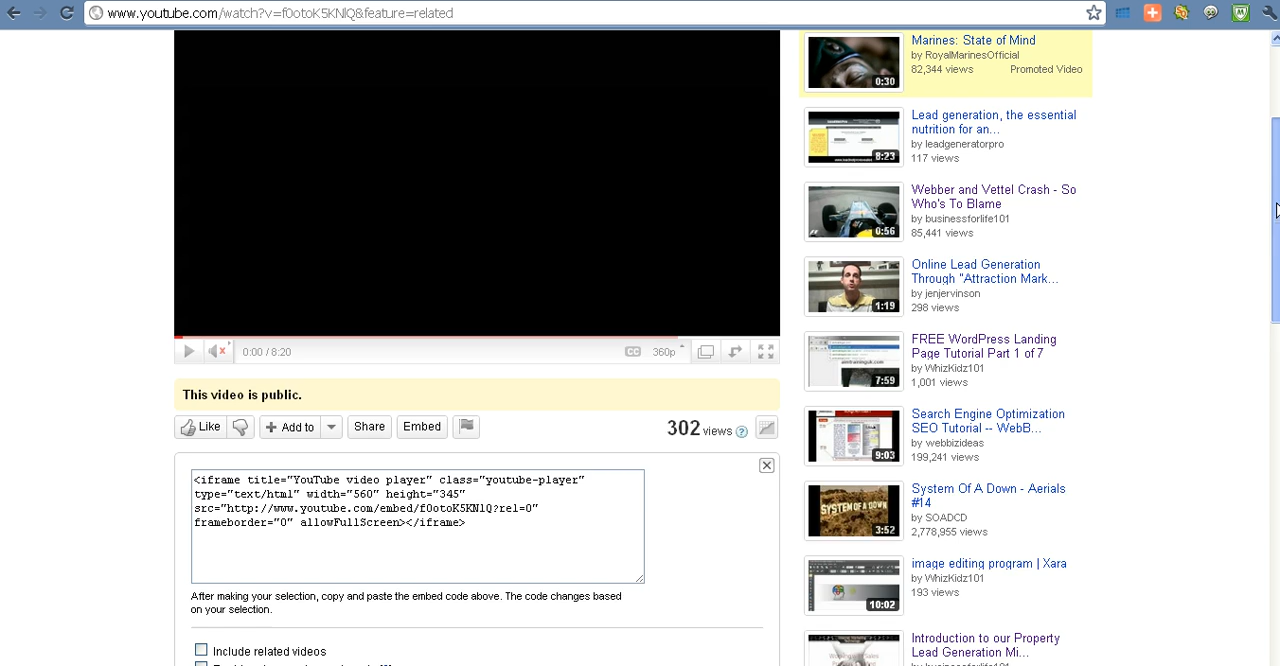 www.youtube.com/watch?v=f0otoK5KNlQ&feature=related
Marines: State of Mind
by RoyalMarinesOfficial
82,344 views Promoted Video
0:30
Lead generation, the essential
nutrition for an...
by leadgeneratorpro
117 views
8:23
Webber and Vettel Crash - So
Who's To Blame
by businessforlife101
85,441 views
0:56
Online Lead Generation
Through "Attraction Mark...
by jenjervinson
298 views
1:19
FREE WordPress Landing
Page Tutorial Part 1 of 7
by WhizKidz101
1,001 views
7:59
Search Engine Optimization
SEO Tutorial -- WebB...
by webbizideas
199,241 views
9:03
System Of A Down - Aerials
#14
by SOADCD
2,778,955 views
SYSTEM OF A DOWN
3:52
image editing program | Xara
by WhizKidz101
193 views
10:02
Introduction to our Property
Lead Generation Mi...
0:00 / 8:20
CC 360p
This video is public.
Like Add to Share Embed
302 views
<iframe title="YouTube video player" class="youtube-player"
type="text/html" width="560" height="345"
src="http://www.youtube.com/embed/f0otoK5KNlQ?rel=0"
frameborder="0" allowFullScreen></iframe>
After making your selection, copy and paste the embed code above. The code changes based
on your selection.
Include related videos